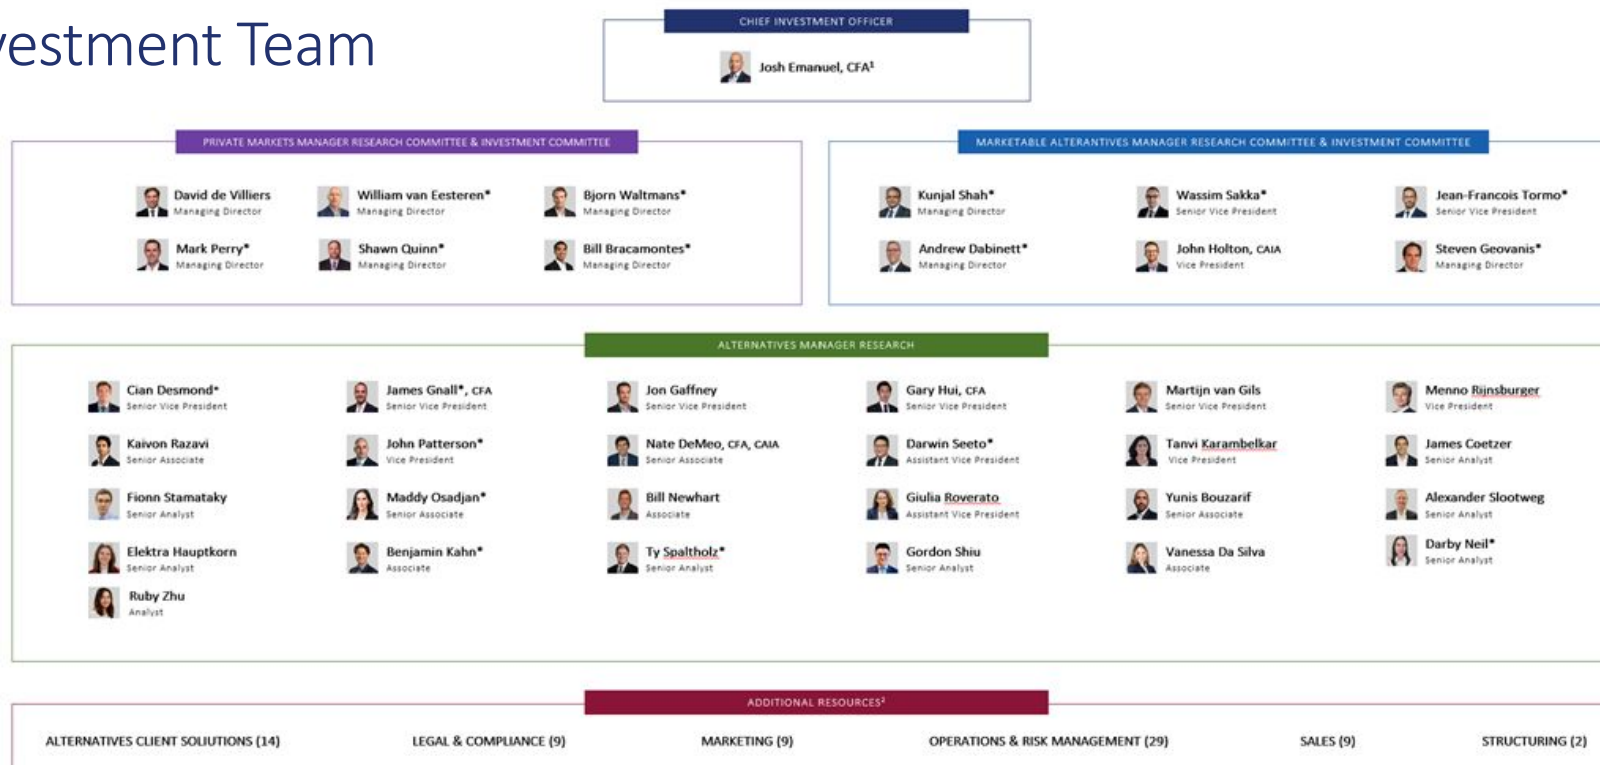 vestment Team
CHIEF INVESTMENT OFFICER
Josh Emanuel, CFA¹
PRIVATE MARKETS MANAGER RESEARCH COMMITTEE & INVESTMENT COMMITTEE
David de Villiers
Managing Director
William van Eesteren*
Managing Director
Bjorn Waltmans*
Managing Director
Mark Perry*
Managing Director
Shawn Quinn*
Managing Director
Bill Bracamontes*
Managing Director
MARKETABLE ALTERANTIVES MANAGER RESEARCH COMMITTEE & INVESTMENT COMMITTEE
Kunjal Shah*
Managing Director
Wassim Sakka*
Senior Vice President
Jean-Francois Tormo*
Senior Vice President
Andrew Dabinett*
Managing Director
John Holton, CAIA
Vice President
Steven Geovanis*
Managing Director
ALTERNATIVES MANAGER RESEARCH
Cian Desmond*
Senior Vice President
James Gnall*, CFA
Senior Vice President
Jon Gaffney
Senior Vice President
Gary Hui, CFA
Senior Vice President
Martijn van Gils
Senior Vice President
Menno Rijnsburger
Vice President
Kaivon Razavi
Senior Associate
John Patterson*
Vice President
Nate DeMeo, CFA, CAIA
Senior Associate
Darwin Seeto*
Assistant Vice President
Tanvi Karambelkar
Vice President
James Coetzer
Senior Analyst
Fionn Stamataky
Senior Analyst
Maddy Osadjan*
Senior Associate
Bill Newhart
Associate
Giulia Roverato
Assistant Vice President
Yunis Bouzarif
Senior Associate
Alexander Slootweg
Senior Analyst
Elektra Hauptkorn
Senior Analyst
Benjamin Kahn*
Associate
Ty Spaltholz*
Senior Analyst
Gordon Shiu
Senior Analyst
Vanessa Da Silva
Associate
Darby Neil*
Senior Analyst
Ruby Zhu
Analyst
ADDITIONAL RESOURCES²
ALTERNATIVES CLIENT SOLIUTIONS (14)
LEGAL & COMPLIANCE (9)
MARKETING (9)
OPERATIONS & RISK MANAGEMENT (29)
SALES (9)
STRUCTURING (2)